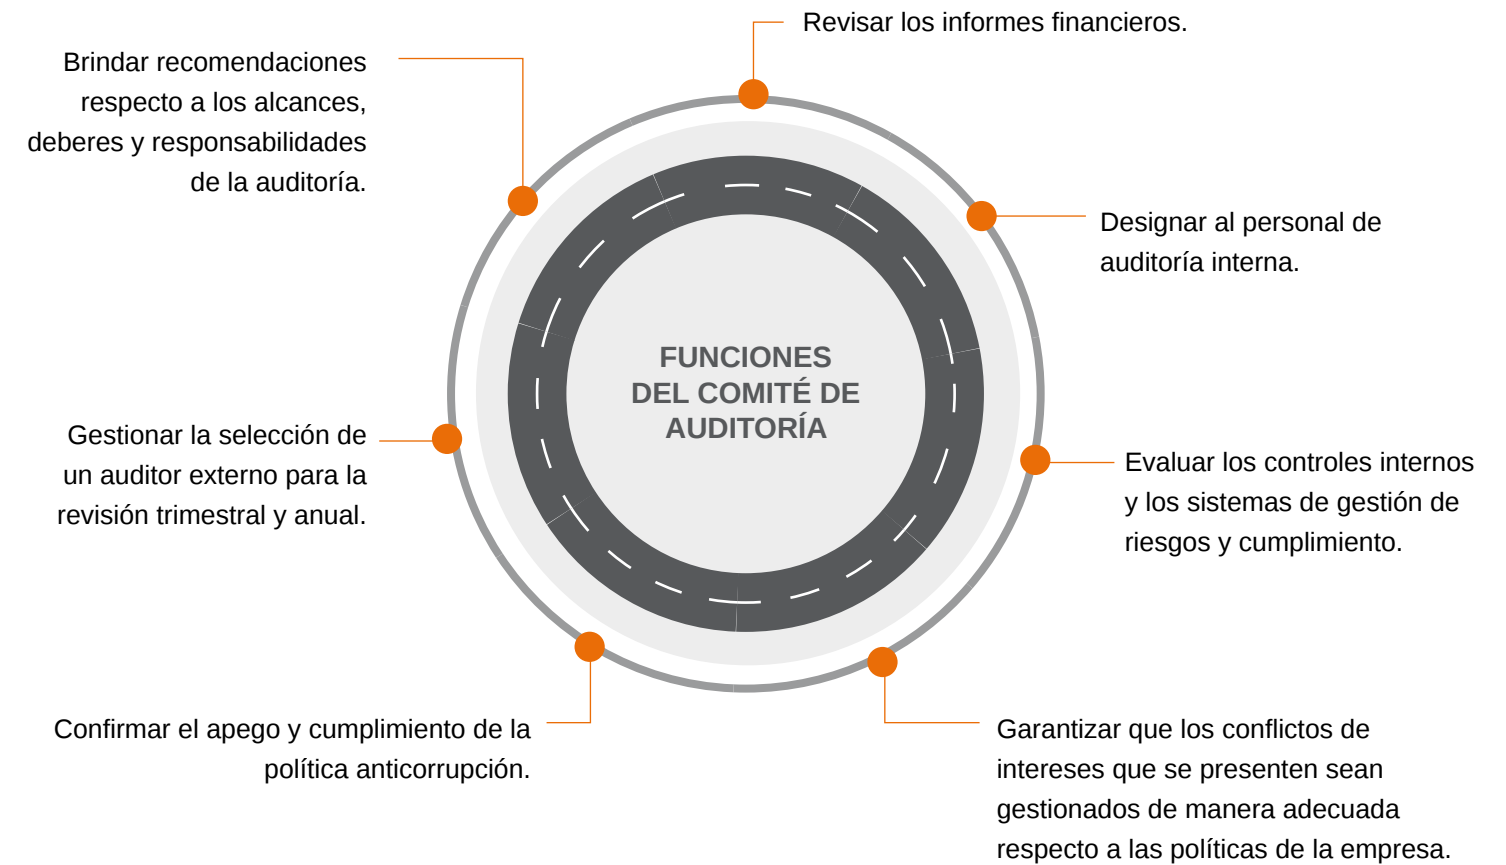 Revisar los informes financieros.
Brindar recomendaciones
respecto a los alcances,
deberes y responsabilidades
de la auditoría.
Designar al personal de
auditoría interna.
FUNCIONES
DEL COMITÉ DE
AUDITORÍA
Gestionar la selección de
un auditor externo para la
revisión trimestral y anual.
Evaluar los controles internos
y los sistemas de gestión de
riesgos y cumplimiento.
Confirmar el apego y cumplimiento de la
política anticorrupción.
Garantizar que los conflictos de
intereses que se presenten sean
gestionados de manera adecuada
respecto a las políticas de la empresa.